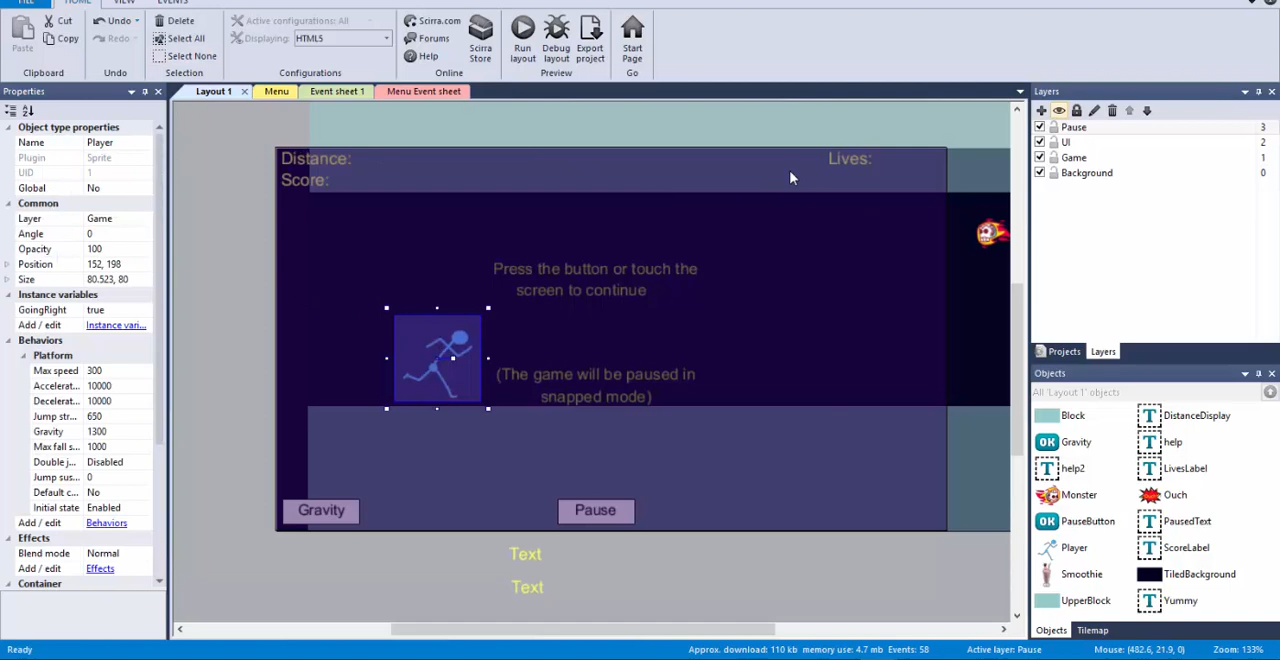 FILE HOME VIEW EVENTS
Paste Cut Copy Undo Redo Delete Select All Select None Active configurations: All Displaying: HTML5 Scirra.com Forums Help Scirra Store Run layout Debug layout Export project Start Page
Clipboard Undo Selection Configurations Online Preview Go
Properties
Layout 1 Menu Event sheet 1 Menu Event sheet
Object type properties
Name Player
Plugin Sprite
UID 1
Global No
Common
Layer Game
Angle 0
Opacity 100
Position 152, 198
Size 80.523, 80
Instance variables
GoingRight true
Add / edit Instance vari...
Behaviors
Platform
Max speed 300
Accelerat... 10000
Decelerat... 10000
Jump str... 650
Gravity 1300
Max fall s... 1000
Double j... Disabled
Jump sus... 0
Default c... No
Initial state Enabled
Add / edit Behaviors
Effects
Blend mode Normal
Add / edit Effects
Container
Distance:
Score:
Lives:
Press the button or touch the
screen to continue
(The game will be paused in
snapped mode)
Gravity Pause
Text
Text
Layers
Pause 3
UI 2
Game 1
Background 0
Projects Layers
Objects
All 'Layout 1' objects
Block DistanceDisplay
OK Gravity T help
T help2 T LivesLabel
Monster Ouch
OK PauseButton T PausedText
Player T ScoreLabel
Smoothie TiledBackground
UpperBlock T Yummy
Objects Tilemap
Ready Approx. download: 110 kb memory use: 4.7 mb Events: 58 Active layer: Pause Mouse: (482.6, 21.9, 0) Zoom: 133%